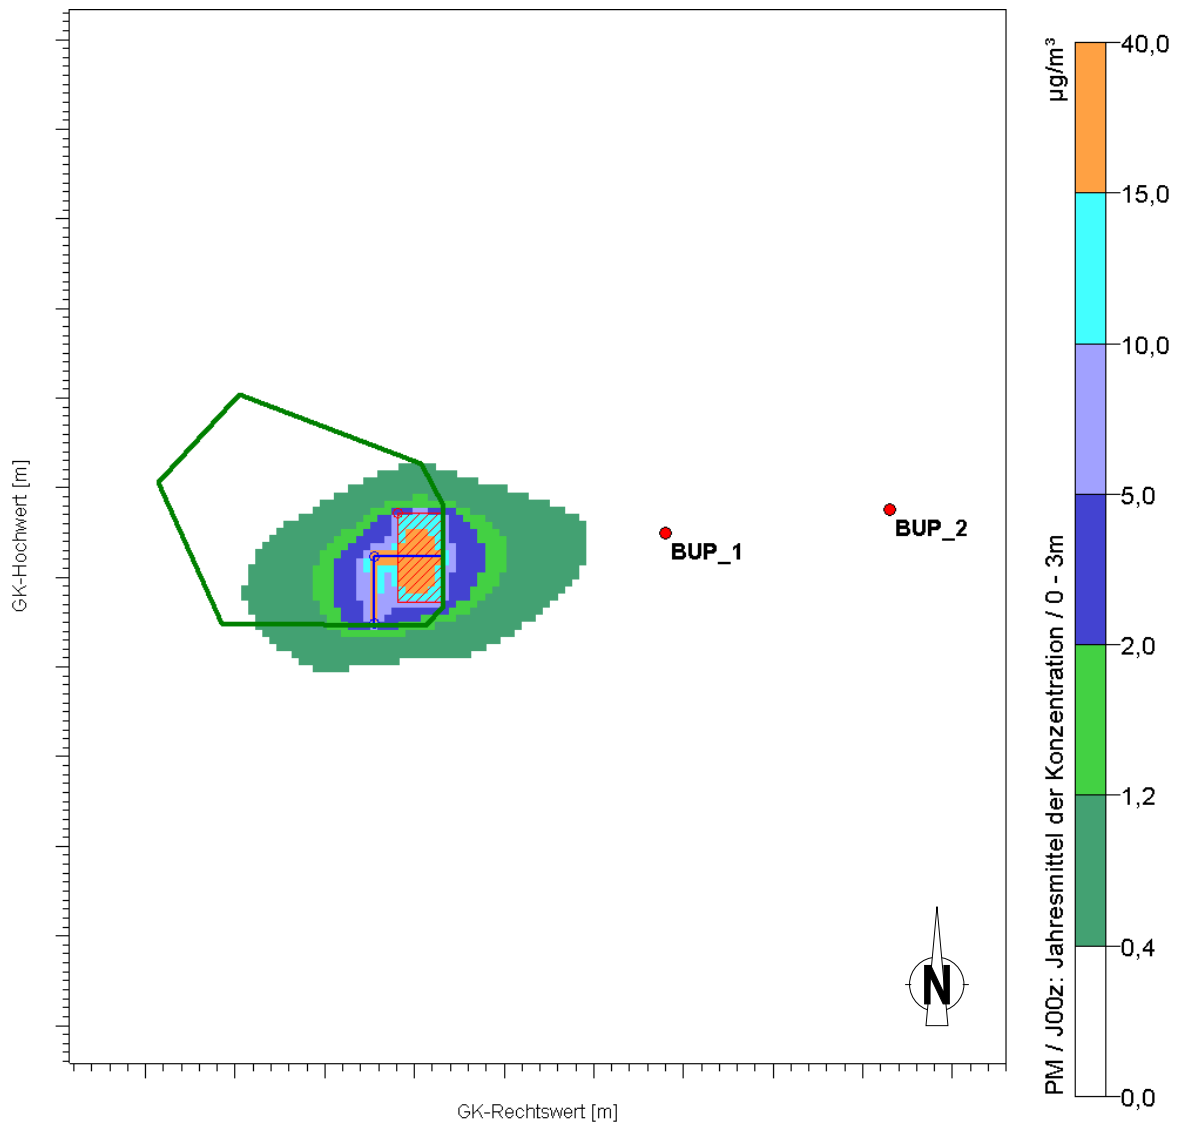 GK-Hochwert [m]
BUP_1
BUP_2
N
GK-Rechtswert [m]
PM / J00z: Jahresmittel der Konzentration / 0 - 3m
µg/m³
40,0
15,0
10,0
5,0
2,0
1,2
0,4
0,0